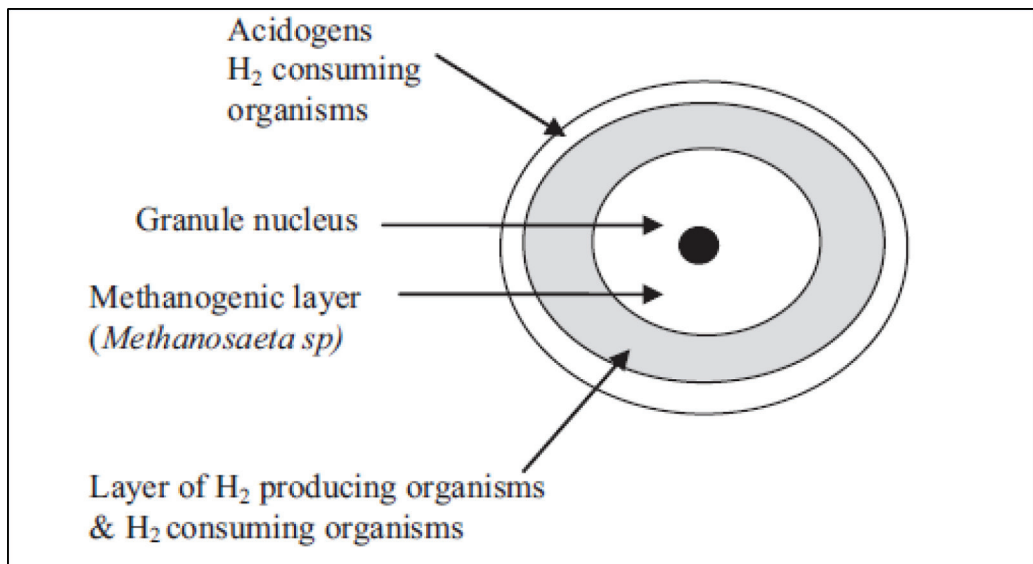 Acidogens
H₂ consuming
organisms
Granule nucleus
Methanogenic layer
(Methanosaeta sp)
Layer of H₂ producing organisms
& H₂ consuming organisms